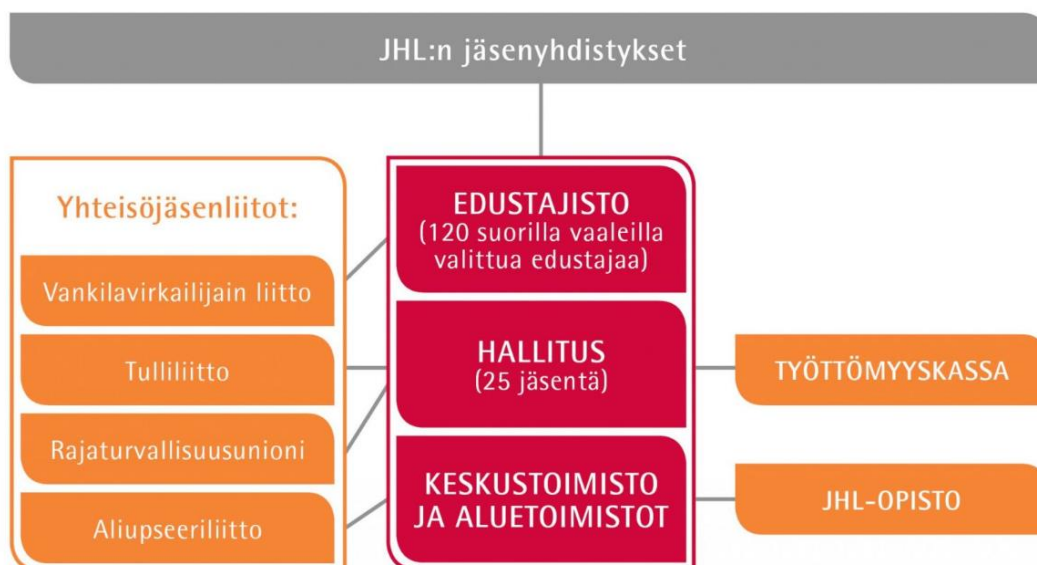 JHL:n jäsenyhdistykset
Yhteisöjäsenliitot:
Vankilavirkailijain liitto
Tulliliitto
Rajaturvallisuusunioni
Aliupseeriliitto
EDUSTAJISTO
(120 suorilla vaaleilla
valittua edustajaa)
HALLITUS
(25 jäsentä)
KESKUSTOIMISTO
JA ALUETOIMISTOT
TYÖTTÖMYYSKASSA
JHL-OPISTO